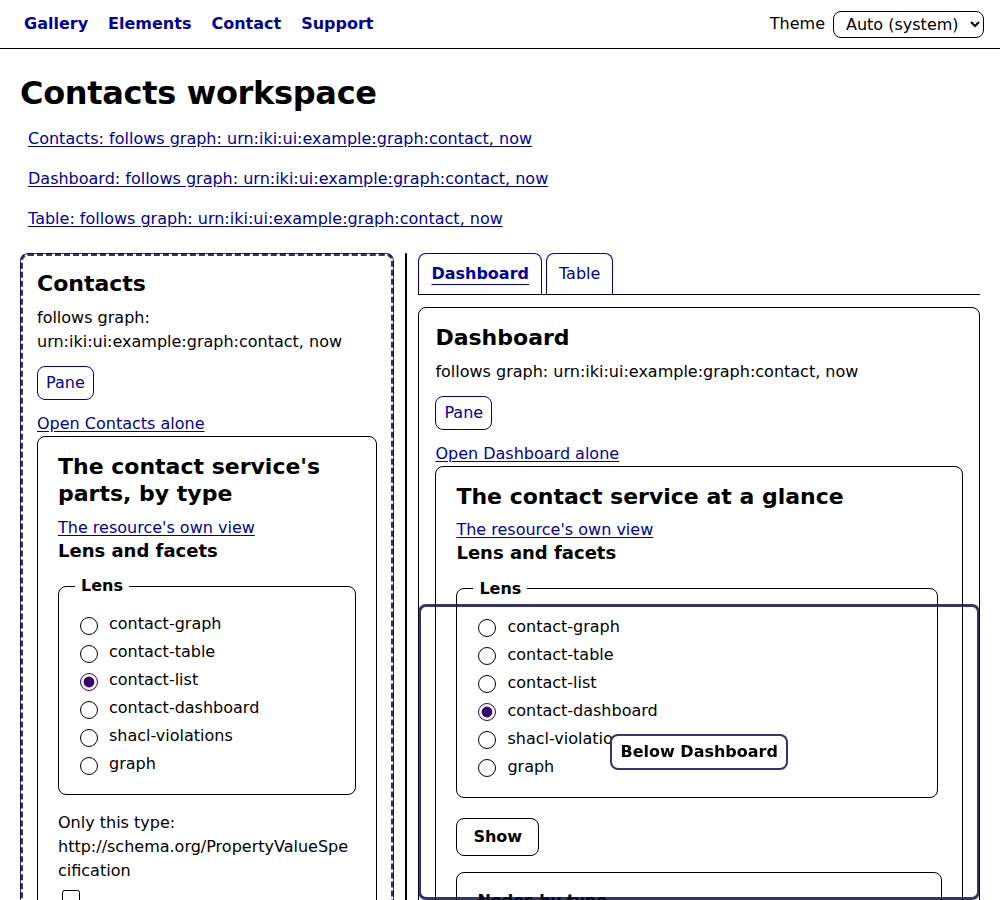 Gallery Elements Contact Support Theme Auto (system)
Contacts workspace
Contacts: follows graph: urn:iki:ui:example:graph:contact, now
Dashboard: follows graph: urn:iki:ui:example:graph:contact, now
Table: follows graph: urn:iki:ui:example:graph:contact, now
Contacts
follows graph:
urn:iki:ui:example:graph:contact, now
Pane
Open Contacts alone
The contact service's
parts, by type
The resource's own view
Lens and facets
Lens
contact-graph
contact-table
contact-list
contact-dashboard
shacl-violations
graph
Only this type:
http://schema.org/PropertyValueSpe
cification
Dashboard Table
Dashboard
follows graph: urn:iki:ui:example:graph:contact, now
Pane
Open Dashboard alone
The contact service at a glance
The resource's own view
Lens and facets
Lens
contact-graph
contact-table
contact-list
contact-dashboard
shacl-violatio
Below Dashboard
graph
Show
Nodes by type